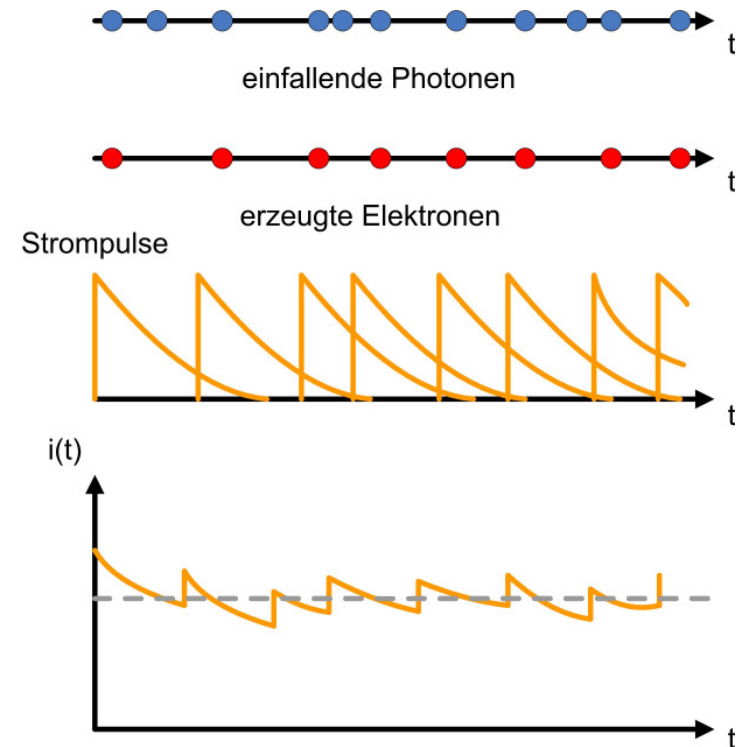 t
einfallende Photonen
t
erzeugte Elektronen
Strompulse
t
i(t)
t